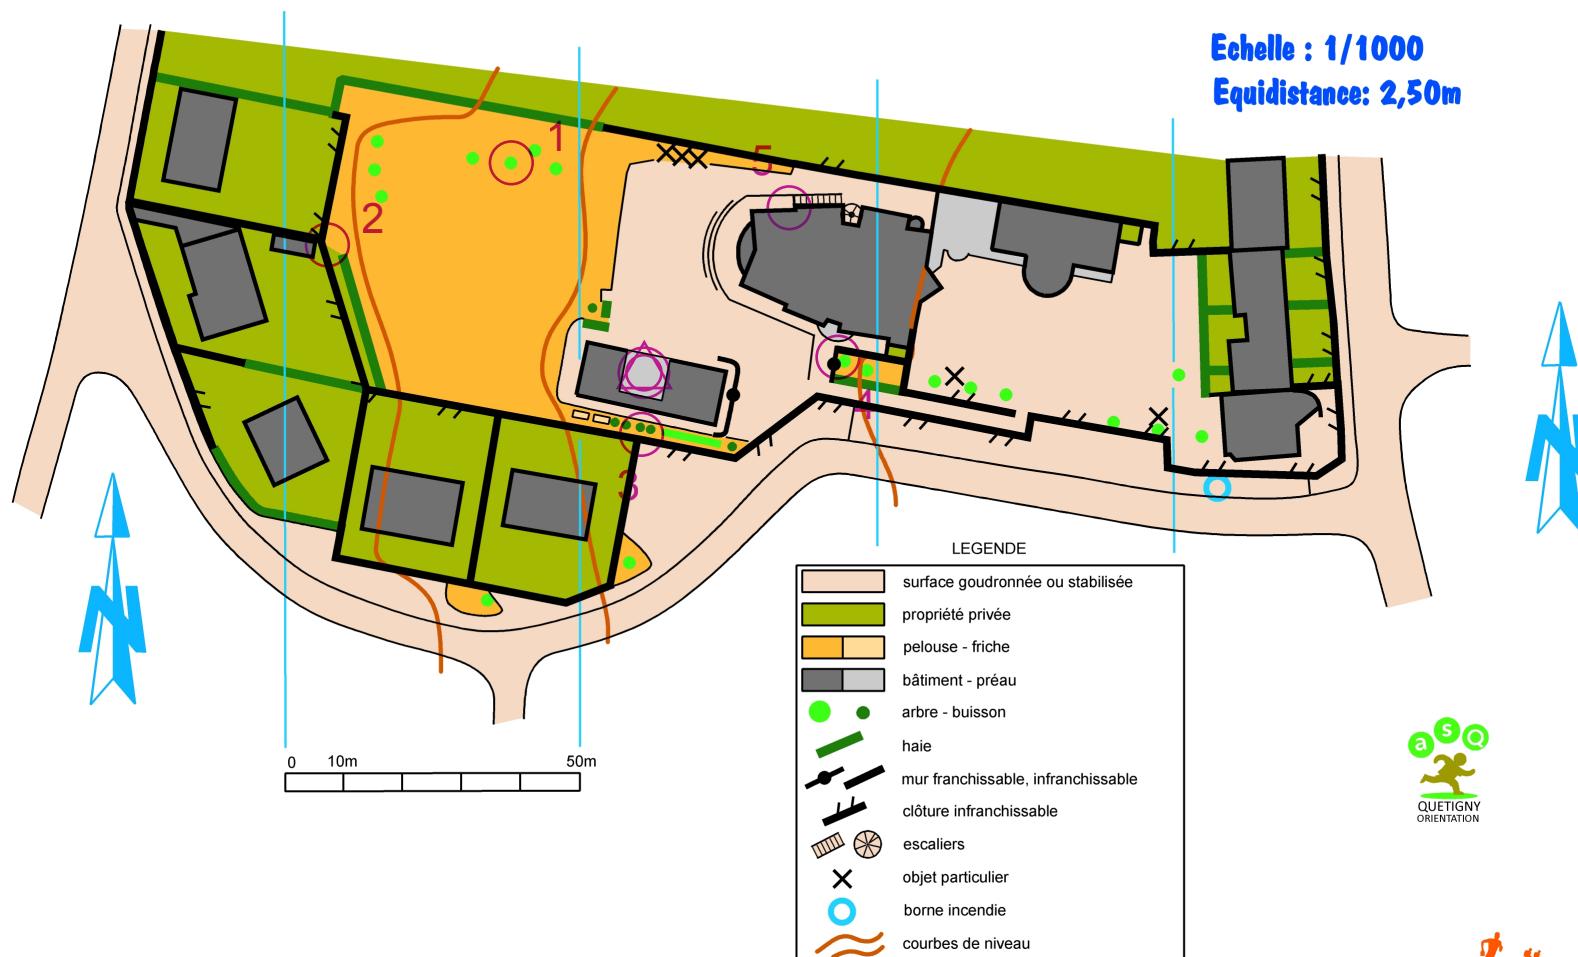 Echelle : 1/1000
Equidistance: 2,50m
1
5
2
4
3
N
N
LEGENDE
surface goudronnée ou stabilisée
propriété privée
pelouse - friche
bâtiment - préau
arbre - buisson
haie
mur franchissable, infranchissable
clôture infranchissable
escaliers
objet particulier
borne incendie
courbes de niveau
0 10m 50m
asQ
QUETIGNY
ORIENTATION